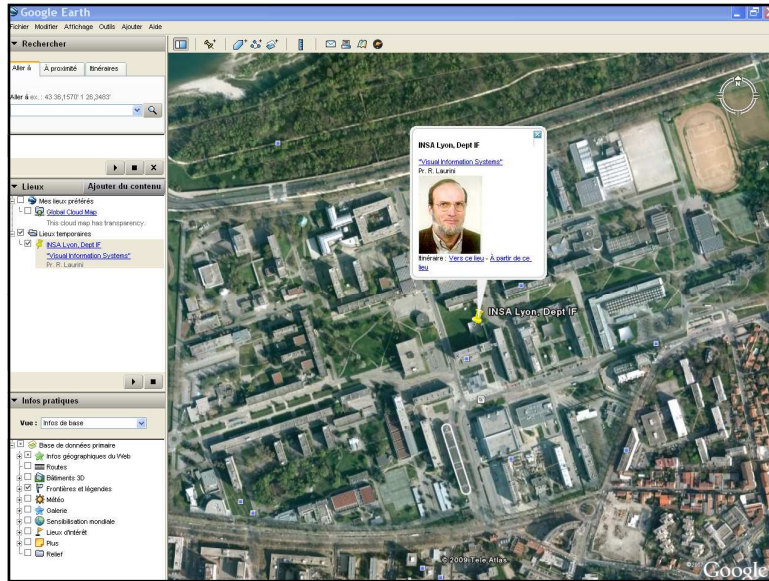 Google Earth
Fichier Modifier Affichage Outils Ajouter Aide
Rechercher
Aller à À proximité Itinéraires
Aller à ex. : 43 36,1570' 1 26,3463'
Lieux Ajouter du contenu
Mes lieux préférés
Global Cloud Map
This cloud map has transparency.
Lieux temporaires
INSA Lyon, Dept IF
"Visual Information Systems"
Pr. R. Laurini
Infos pratiques
Vue : Infos de base
Base de données primaire
Infos géographiques du Web
Routes
Bâtiments 3D
Frontières et légendes
Météo
Galerie
Sensibilisation mondiale
Lieux d'intérêt
Plus
Relief
INSA Lyon, Dept IF
"Visual Information Systems"
Pr. R. Laurini
Itinéraire : Vers ce lieu - À partir de ce
lieu
INSA Lyon, Dept IF
© 2009 Tele Atlas
Google